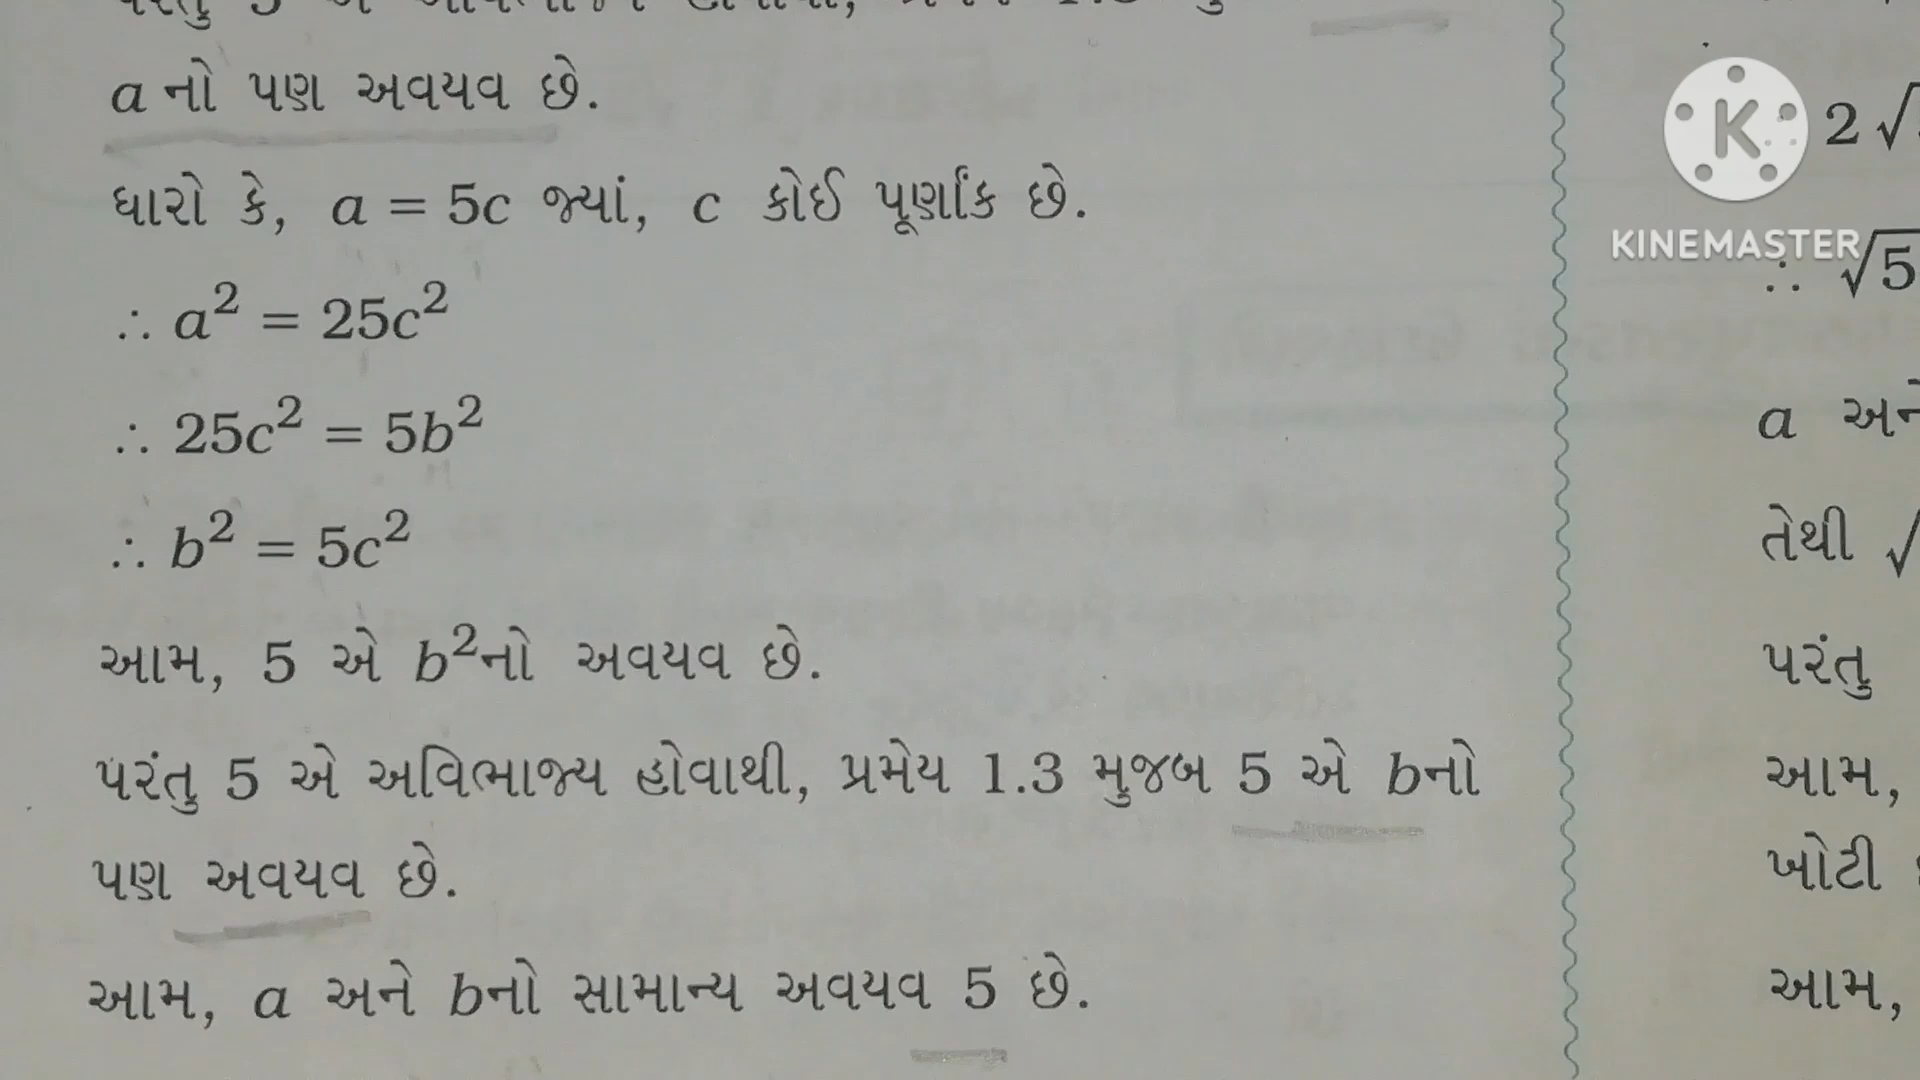 aનો પણ અવયવ છે.
ધારો કે, a = 5c જ્યાં, c કોઈ પૂર્ણાંક છે.
∴ a² = 25c²
∴ 25c² = 5b²
∴ b² = 5c²
આમ, 5 એ b²નો અવયવ છે.
પરંતુ 5 એ અવિભાજ્ય હોવાથી, પ્રમેય 1.3 મુજબ 5 એ bનો
પણ અવયવ છે.
આમ, a અને bનો સામાન્ય અવયવ 5 છે.
K
KINEMASTER
2√
∴ √5
a
તેથી √
પરંતુ
આમ,
ખોટી
આમ,